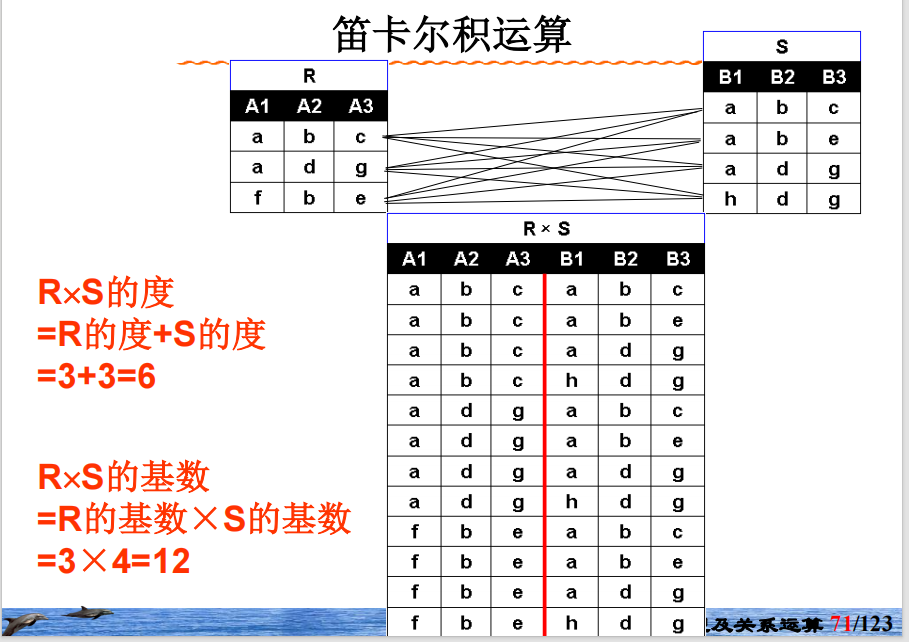 笛卡尔积运算
R
A1 A2 A3
a b c
a d g
f b e
S
B1 B2 B3
a b c
a b e
a d g
h d g
R × S
A1 A2 A3 B1 B2 B3
a b c a b c
a b c a b e
a b c a d g
a b c h d g
a d g a b c
a d g a b e
a d g a d g
a d g h d g
f b e a b c
f b e a b e
f b e a d g
f b e h d g
R×S的度
=R的度+S的度
=3+3=6
R×S的基数
=R的基数×S的基数
=3×4=12
及关系运算 71/123